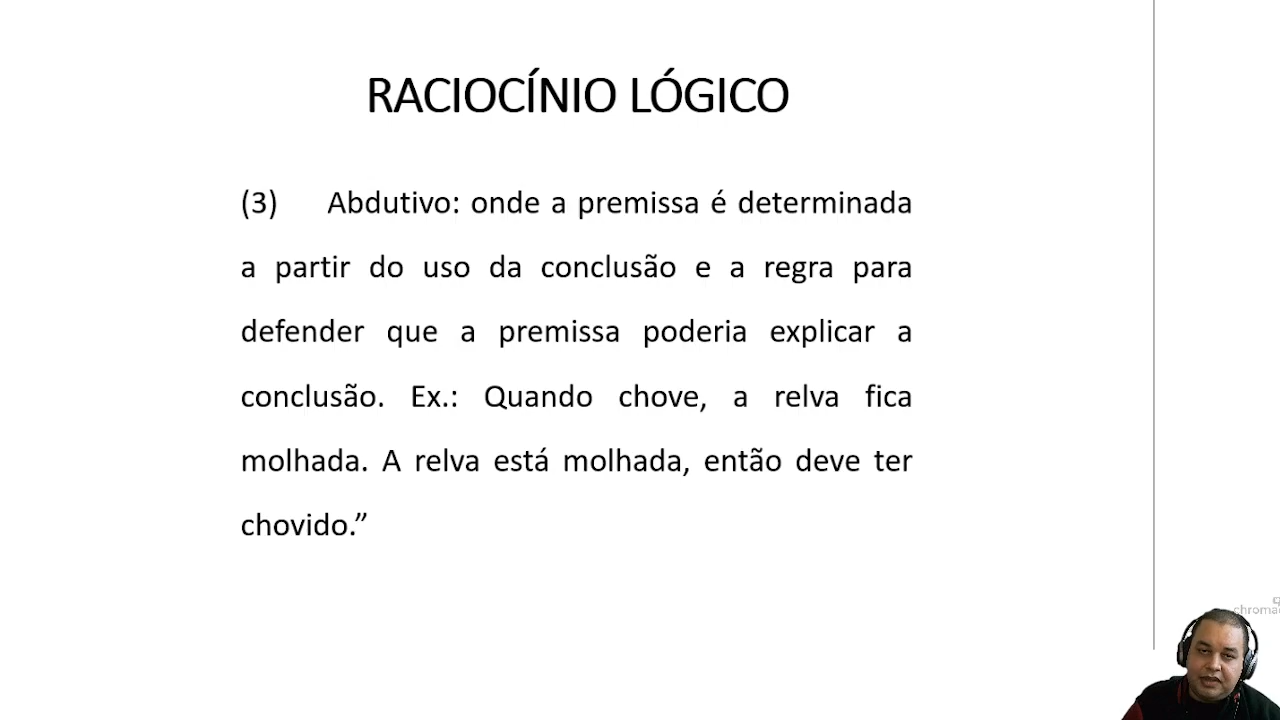 RACIOCÍNIO LÓGICO
(3) Abdutivo: onde a premissa é determinada
a partir do uso da conclusão e a regra para
defender que a premissa poderia explicar a
conclusão. Ex.: Quando chove, a relva fica
molhada. A relva está molhada, então deve ter
chovido.”